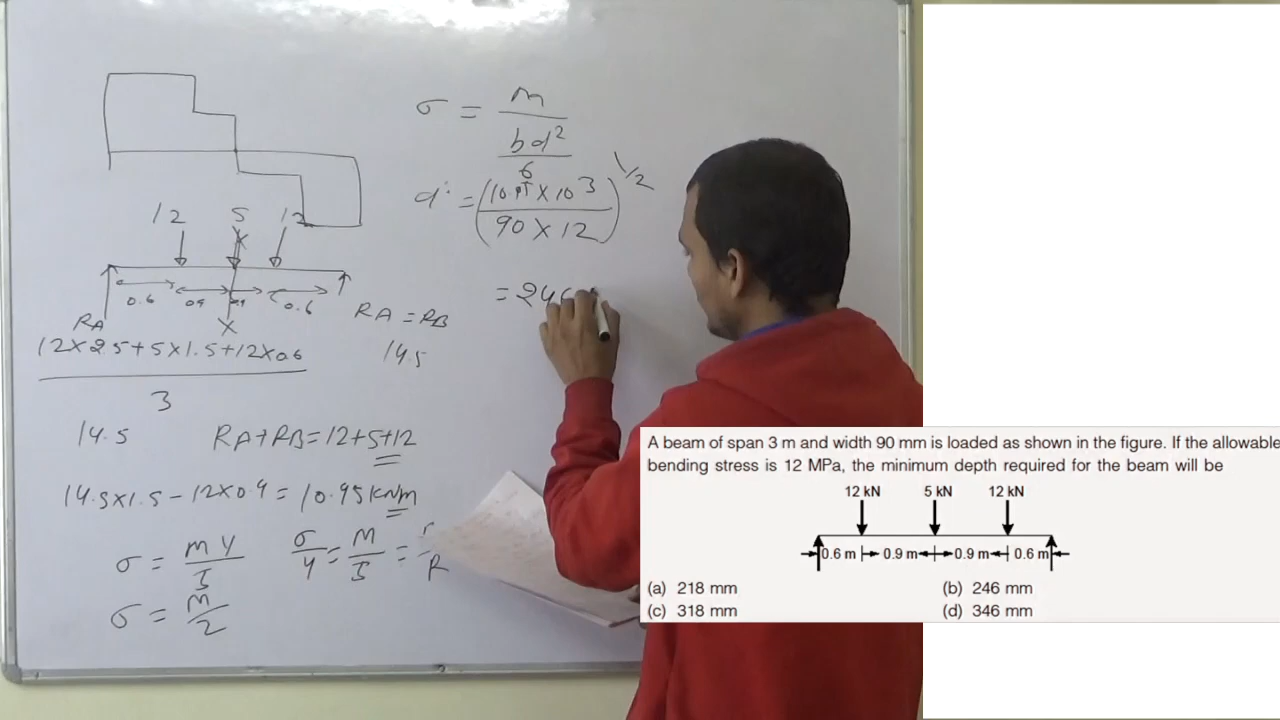 12 5 12
X
0.6 0.9 0.9 0.6
RA X RA = RB
12 X 2.5 + 5 X 1.5 + 12 X 0.6
3
14.5
14.5 RA + RB = 12 + 5 + 12
14.5 X 1.5 - 12 X 0.9 = 10.95 kNm
σ = my / I σ / y = M / I =
R
σ = M / 2
σ = m / bd² / 6
= ( X 10 3 / 90 X 12 ) 1/2
= 246
A beam of span 3 m and width 90 mm is loaded as shown in the figure. If the allowable
bending stress is 12 MPa, the minimum depth required for the beam will be
12 kN 5 kN 12 kN
0.6 m 0.9 m 0.9 m 0.6 m
(a) 218 mm (b) 246 mm
(c) 318 mm (d) 346 mm